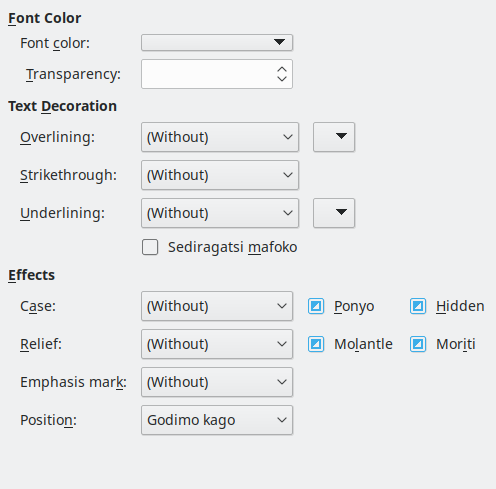 Font Color
Font color:
Transparency:
Text Decoration
Overlining: (Without)
Strikethrough: (Without)
Underlining: (Without)
Sediragatsi mafoko
Effects
Case: (Without) Ponyo Hidden
Relief: (Without) Molantle Moriti
Emphasis mark: (Without)
Position: Godimo kago